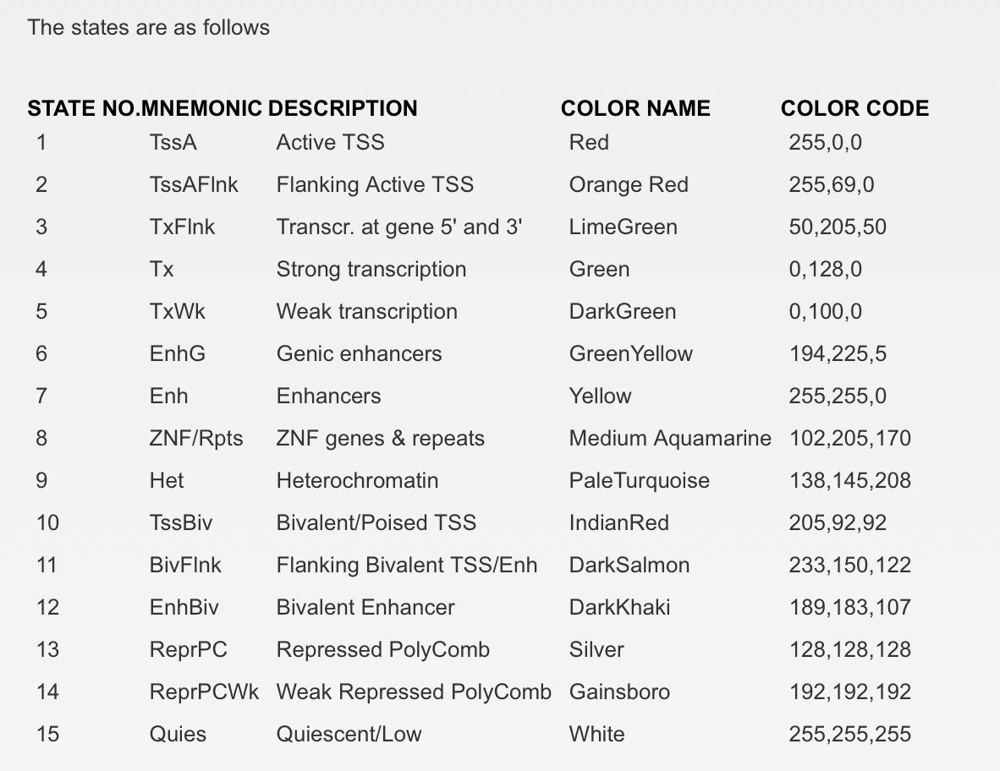 The states are as follows
STATE NO. MNEMONIC DESCRIPTION COLOR NAME COLOR CODE
1 TssA Active TSS Red 255,0,0
2 TssAFlnk Flanking Active TSS Orange Red 255,69,0
3 TxFlnk Transcr. at gene 5' and 3' LimeGreen 50,205,50
4 Tx Strong transcription Green 0,128,0
5 TxWk Weak transcription DarkGreen 0,100,0
6 EnhG Genic enhancers GreenYellow 194,225,5
7 Enh Enhancers Yellow 255,255,0
8 ZNF/Rpts ZNF genes & repeats Medium Aquamarine 102,205,170
9 Het Heterochromatin PaleTurquoise 138,145,208
10 TssBiv Bivalent/Poised TSS IndianRed 205,92,92
11 BivFlnk Flanking Bivalent TSS/Enh DarkSalmon 233,150,122
12 EnhBiv Bivalent Enhancer DarkKhaki 189,183,107
13 ReprPC Repressed PolyComb Silver 128,128,128
14 ReprPCWk Weak Repressed PolyComb Gainsboro 192,192,192
15 Quies Quiescent/Low White 255,255,255